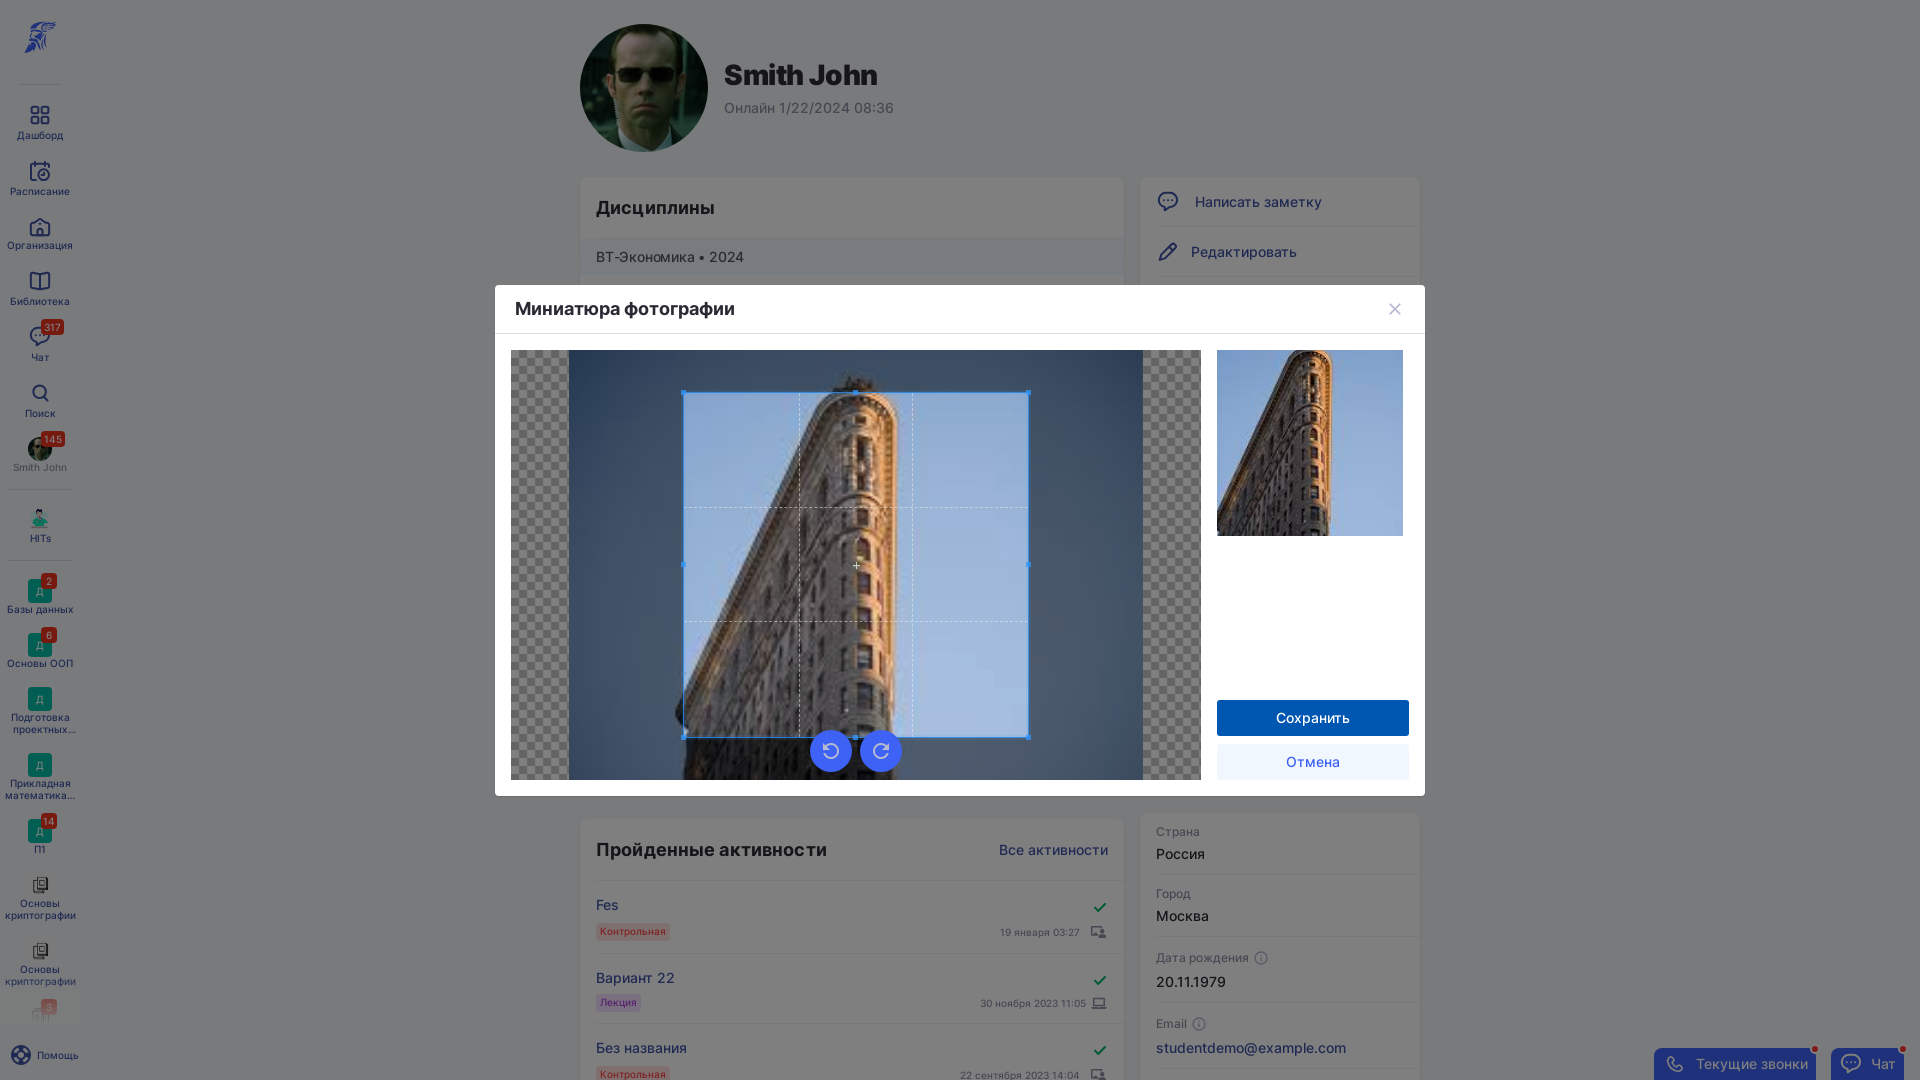 Дашборд
Расписание
Организация
Библиотека
317
Чат
Поиск
145
Smith John
HITs
2
Д
Базы данных
6
Д
Основы ООП
Д
Подготовка
проектных...
Д
Прикладная
математика...
14
Д
П1
Основы
криптографии
Основы
криптографии
3
Помощь
Smith John
Онлайн 1/22/2024 08:36
Дисциплины
ВТ-Экономика • 2024
Написать заметку
Редактировать
Миниатюра фотографии
Сохранить
Отмена
Пройденные активности
Все активности
Fes
Контрольная
19 января 03:27
Вариант 22
Лекция
30 ноября 2023 11:05
Без названия
Контрольная
22 сентября 2023 14:04
Страна
Россия
Город
Москва
Дата рождения
20.11.1979
Email
studentdemo@example.com
Текущие звонки
Чат